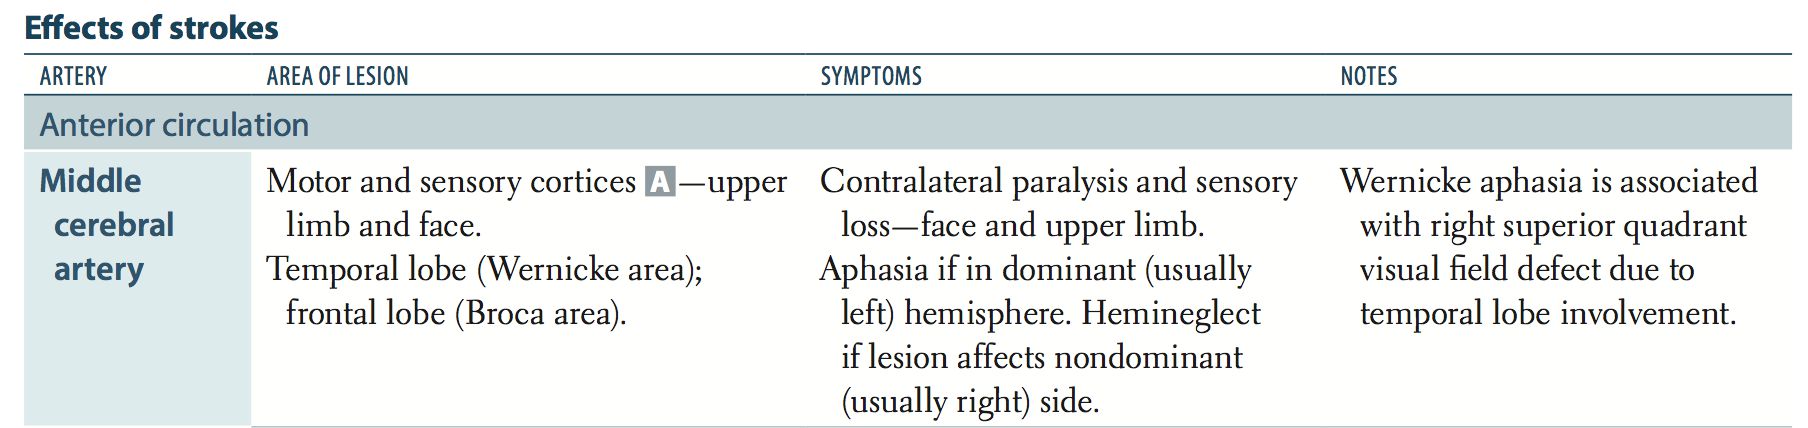 Effects of strokes
ARTERY AREA OF LESION SYMPTOMS NOTES
Anterior circulation
Middle
cerebral
artery
Motor and sensory cortices A—upper
limb and face.
Temporal lobe (Wernicke area);
frontal lobe (Broca area).
Contralateral paralysis and sensory
loss—face and upper limb.
Aphasia if in dominant (usually
left) hemisphere. Hemineglect
if lesion affects nondominant
(usually right) side.
Wernicke aphasia is associated
with right superior quadrant
visual field defect due to
temporal lobe involvement.